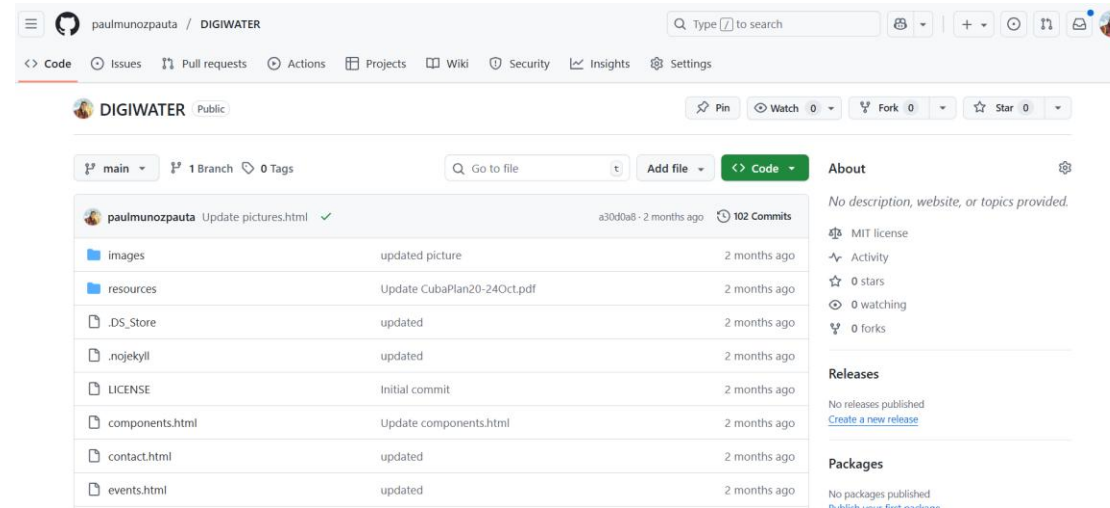 paulmunozpauta / DIGIWATER
Type / to search
Code Issues Pull requests Actions Projects Wiki Security Insights Settings
DIGIWATER Public
Pin Watch 0 Fork 0 Star 0
main 1 Branch 0 Tags
Go to file t
Add file Code
paulmunozpauta Update pictures.html a30d0a8 · 2 months ago 102 Commits
images updated picture 2 months ago
resources Update CubaPlan20-24Oct.pdf 2 months ago
.DS_Store updated 2 months ago
.nojekyll updated 2 months ago
LICENSE Initial commit 2 months ago
components.html Update components.html 2 months ago
contact.html updated 2 months ago
events.html updated 2 months ago
About
No description, website, or topics provided.
MIT license
Activity
0 stars
0 watching
0 forks
Releases
No releases published
Create a new release
Packages
No packages published
Publish your first package